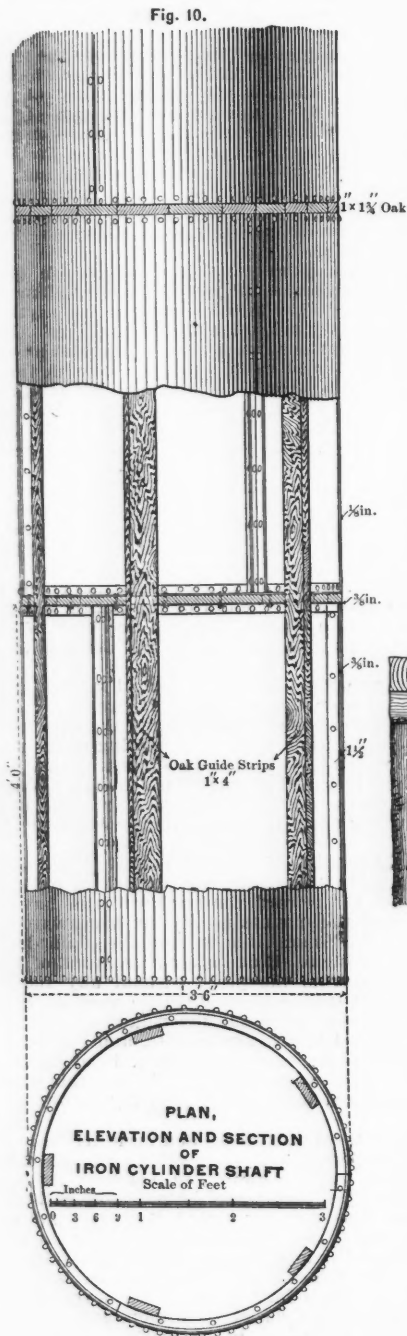 Fig. 10.
1" × 1¾" Oak
⅛in.
⅜in.
⅜in.
1½"
Oak Guide Strips
1" × 4"
4'0"
3'6"
PLAN,
ELEVATION AND SECTION
OF
IRON CYLINDER SHAFT
Scale of Feet
Inches
0 3 6 9 1 2 3